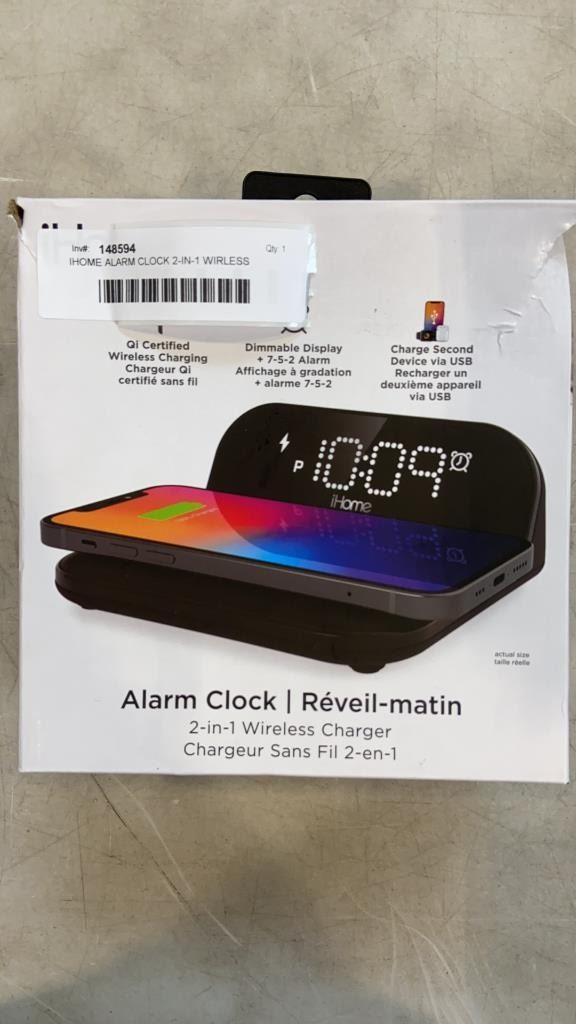 Inv#: 148594 Qty 1
IHOME ALARM CLOCK 2-IN-1 WIRLESS
Qi Certified
Wireless Charging
Chargeur Qi
certifié sans fil
Dimmable Display
+ 7-5-2 Alarm
Affichage à gradation
+ alarme 7-5-2
Charge Second
Device via USB
Recharger un
deuxième appareil
via USB
P 10:09
iHome
actual size
taille réelle
Alarm Clock | Réveil-matin
2-in-1 Wireless Charger
Chargeur Sans Fil 2-en-1